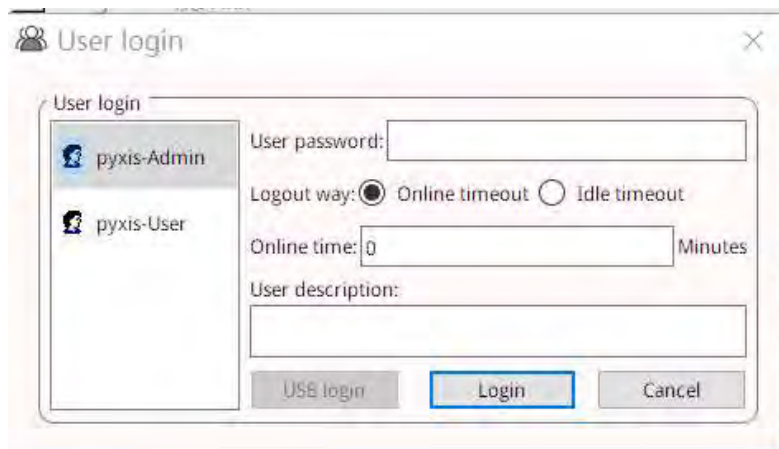 User login
User login
pyxis-Admin
pyxis-User
User password:
Logout way: Online timeout Idle timeout
Online time: 0 Minutes
User description:
USB login Login Cancel